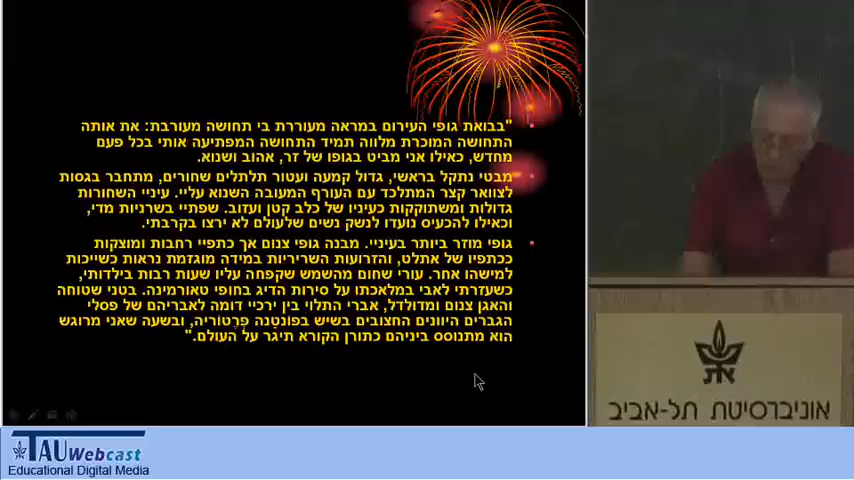 "בבואת גופי העירום במראה מעוררת בי תחושה מעורבת: את אותה
התחושה המוכרת מלווה תמיד התחושה המפתיעה אותי בכל פעם
מחדש, כאילו אני מביט בגופו של זר, אהוב ושנוא.
מבטי נתקל בראשי, גדול קמעה ועטור תלתלים שחורים, מתחבר בגסות
לצוואר קצר המתלכד עם העורף המעובה השנוא עליי. עיניי השחורות
גדולות ומשתוקקות כעיניו של כלב קטן ועזוב. שפתיי בשרניות מדי,
וכאילו להכעיס נועדו לנשק נשים שלעולם לא ירצו בקרבתי.
גופי מוזר ביותר בעיניי. מבנה גופי צנום אך כתפיי רחבות ומוצקות
ככתפיו של אתלט, והזרועות השריריות במידה מוגזמת נראות כשייכות
למישהו אחר. עורי שחום מהשמש שקפחה עליו שעות רבות בילדותי,
כשעזרתי לאבי במלאכתו על סירות הדיג בחופי טאורמינה. בטני שטוחה
והאגן צנום ומדולדל, אברי התלוי בין ירכיי דומה לאבריהם של פסלי
הגברים היוונים החצובים בשיש בפונטנה פרטוריה, ובשעה שאני מרוגש
הוא מתנוסס ביניהם כתורן הקורא תיגר על העולם."
אוניברסיטת תל-אביב
TAU Webcast
Educational Digital Media